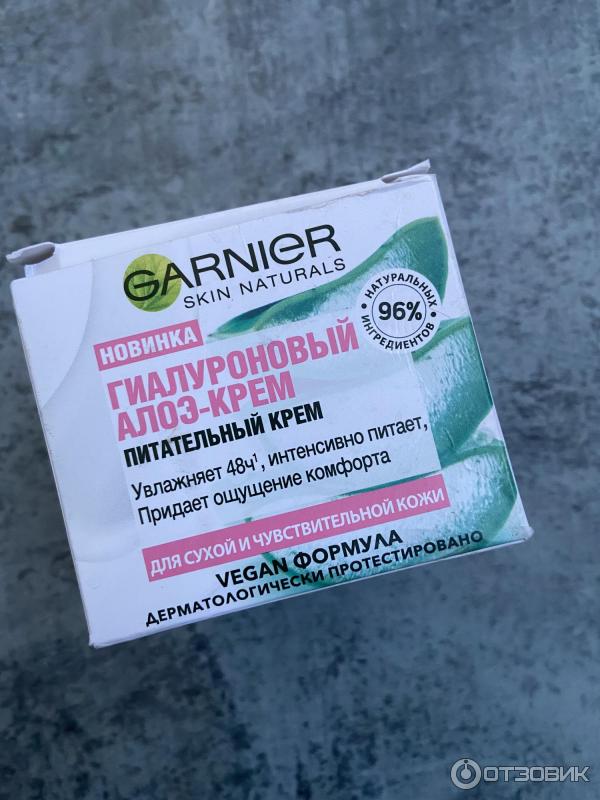 GARNIER
SKIN NATURALS
НАТУРАЛЬНЫХ
96%
ИНГРЕДИЕНТОВ
НОВИНКА
ГИАЛУРОНОВЫЙ
АЛОЭ-КРЕМ
ПИТАТЕЛЬНЫЙ КРЕМ
Увлажняет 48ч¹, интенсивно питает,
Придает ощущение комфорта
ДЛЯ СУХОЙ И ЧУВСТВИТЕЛЬНОЙ КОЖИ
VEGAN ФОРМУЛА
ДЕРМАТОЛОГИЧЕСКИ ПРОТЕСТИРОВАНО
ОТЗОВИК